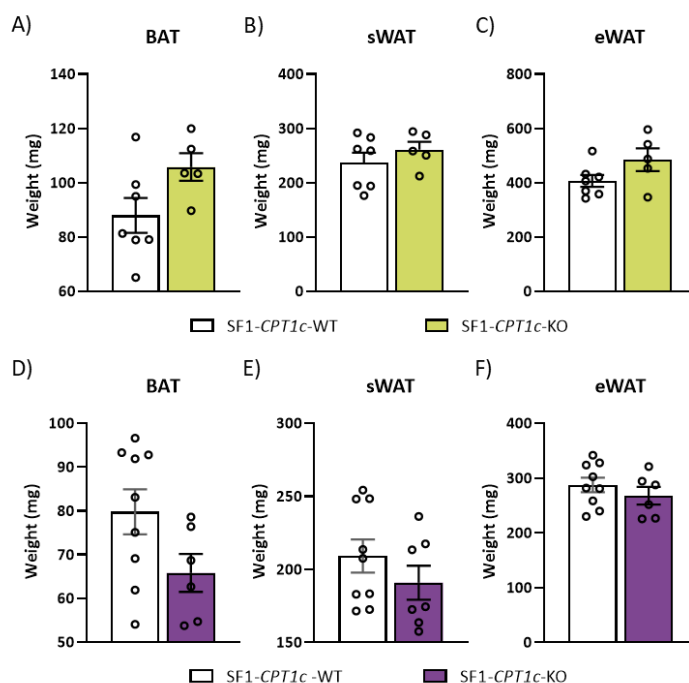 A)
BAT
B)
sWAT
C)
eWAT
Weight (mg)
140
120
100
80
60
Weight (mg)
400
300
200
100
0
Weight (mg)
800
600
400
200
0
SF1-CPT1c-WT
SF1-CPT1c-KO
D)
BAT
E)
sWAT
F)
eWAT
Weight (mg)
100
90
80
70
60
50
Weight (mg)
300
250
200
150
Weight (mg)
400
300
200
100
0
SF1-CPT1c -WT
SF1-CPT1c-KO